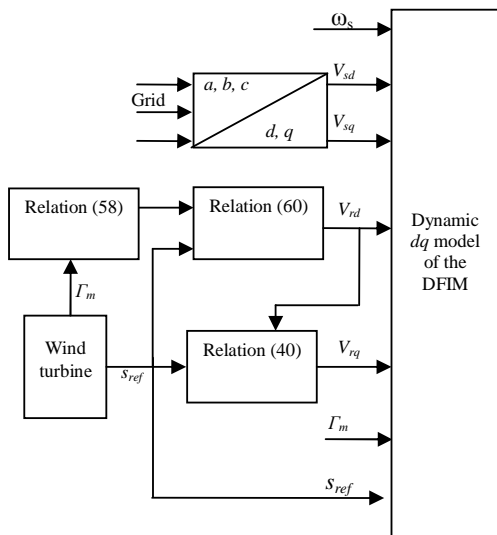 ωs
a, b, c
d, q
Grid
Vsd
Vsq
Relation (58)
Relation (60)
Vrd
Dynamic
dq model
of the
DFIM
Γm
Wind
turbine
sref
Relation (40)
Vrq
Γm
sref